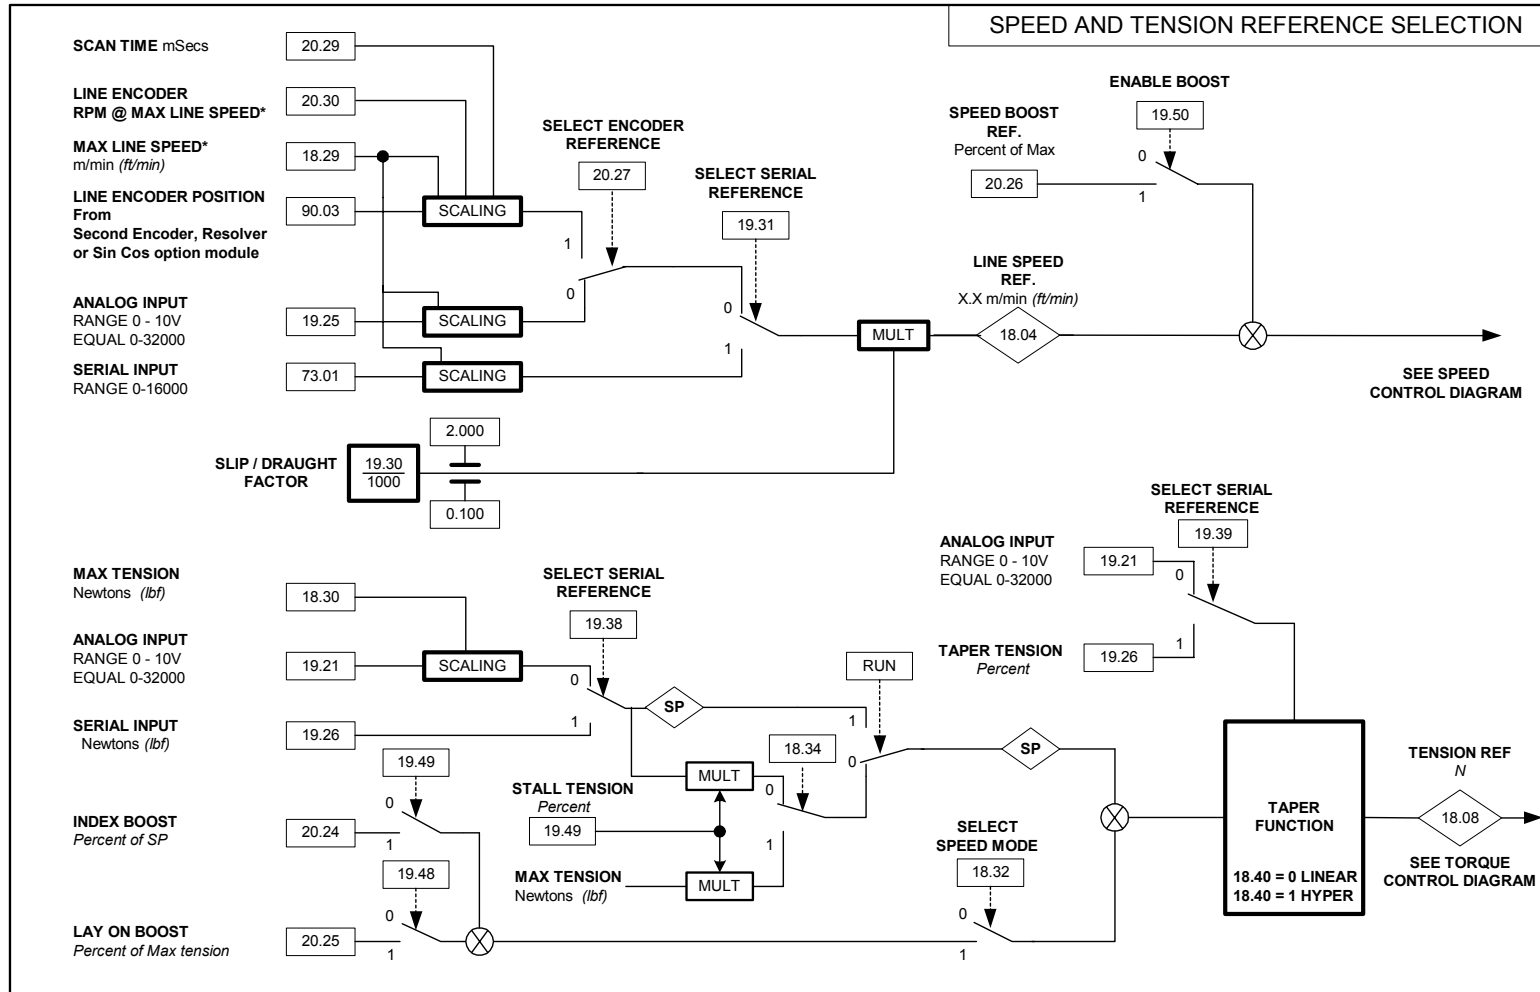 SPEED AND TENSION REFERENCE SELECTION
SCAN TIME mSecs
20.29
LINE ENCODER
RPM @ MAX LINE SPEED*
20.30
MAX LINE SPEED*
m/min (ft/min)
18.29
LINE ENCODER POSITION
From
Second Encoder, Resolver
or Sin Cos option module
90.03
SCALING
SELECT ENCODER
REFERENCE
20.27
1
0
ANALOG INPUT
RANGE 0 - 10V
EQUAL 0-32000
19.25
SCALING
SERIAL INPUT
RANGE 0-16000
73.01
SCALING
SELECT SERIAL
REFERENCE
19.31
0
1
MULT
LINE SPEED
REF.
X.X m/min (ft/min)
18.04
SPEED BOOST
REF.
Percent of Max
20.26
ENABLE BOOST
19.50
0
1
SEE SPEED
CONTROL DIAGRAM
SLIP / DRAUGHT
FACTOR
19.30
1000
2.000
0.100
MAX TENSION
Newtons (lbf)
18.30
ANALOG INPUT
RANGE 0 - 10V
EQUAL 0-32000
19.21
SCALING
SERIAL INPUT
Newtons (lbf)
19.26
SELECT SERIAL
REFERENCE
19.38
0
1
SP
RUN
1
0
SP
MULT
18.34
0
1
STALL TENSION
Percent
19.49
MAX TENSION
Newtons (lbf)
MULT
INDEX BOOST
Percent of SP
20.24
19.49
0
1
LAY ON BOOST
Percent of Max tension
20.25
19.48
0
1
SELECT
SPEED MODE
18.32
0
1
ANALOG INPUT
RANGE 0 - 10V
EQUAL 0-32000
19.21
SELECT SERIAL
REFERENCE
19.39
0
1
TAPER TENSION
Percent
19.26
TAPER
FUNCTION
18.40 = 0 LINEAR
18.40 = 1 HYPER
TENSION REF
N
18.08
SEE TORQUE
CONTROL DIAGRAM